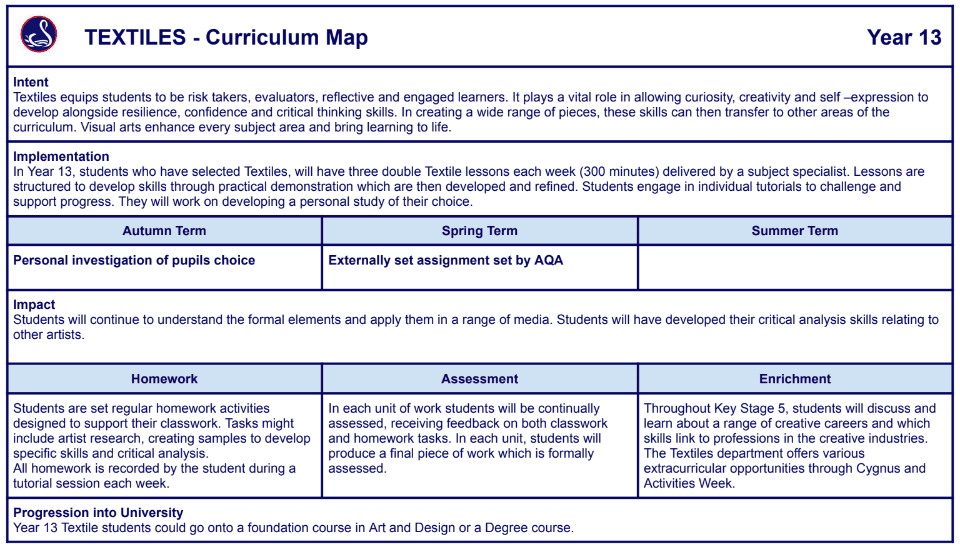 TEXTILES - Curriculum Map
Year 13
Intent
Textiles equips students to be risk takers, evaluators, reflective and engaged learners. It plays a vital role in allowing curiosity, creativity and self –expression to
develop alongside resilience, confidence and critical thinking skills. In creating a wide range of pieces, these skills can then transfer to other areas of the
curriculum. Visual arts enhance every subject area and bring learning to life.
Implementation
In Year 13, students who have selected Textiles, will have three double Textile lessons each week (300 minutes) delivered by a subject specialist. Lessons are
structured to develop skills through practical demonstration which are then developed and refined. Students engage in individual tutorials to challenge and
support progress. They will work on developing a personal study of their choice.
Autumn Term
Spring Term
Summer Term
Personal investigation of pupils choice
Externally set assignment set by AQA
Impact
Students will continue to understand the formal elements and apply them in a range of media. Students will have developed their critical analysis skills relating to
other artists.
Homework
Assessment
Enrichment
Students are set regular homework activities
designed to support their classwork. Tasks might
include artist research, creating samples to develop
specific skills and critical analysis.
All homework is recorded by the student during a
tutorial session each week.
In each unit of work students will be continually
assessed, receiving feedback on both classwork
and homework tasks. In each unit, students will
produce a final piece of work which is formally
assessed.
Throughout Key Stage 5, students will discuss and
learn about a range of creative careers and which
skills link to professions in the creative industries.
The Textiles department offers various
extracurricular opportunities through Cygnus and
Activities Week.
Progression into University
Year 13 Textile students could go onto a foundation course in Art and Design or a Degree course.